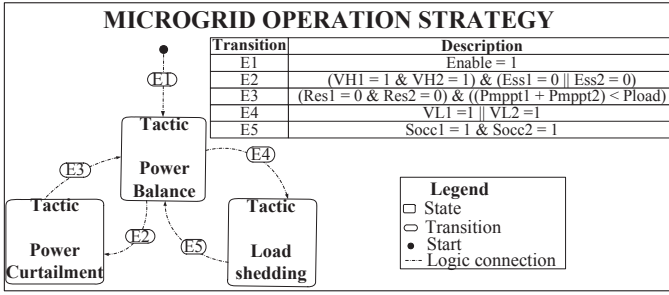 MICROGRID OPERATION STRATEGY
Transition Description
E1 Enable = 1
E2 (VH1 = 1 & VH2 = 1) & (Ess1 = 0 || Ess2 = 0)
E3 (Res1 = 0 & Res2 = 0) & ((Pmppt1 + Pmppt2) < Pload)
E4 VL1 =1 || VL2 =1
E5 Socc1 = 1 & Socc2 = 1
E1
Tactic
Power
Balance
E3
E4
Tactic
Power
Curtailment
E2
E5
Tactic
Load
shedding
Legend
State
Transition
Start
Logic connection